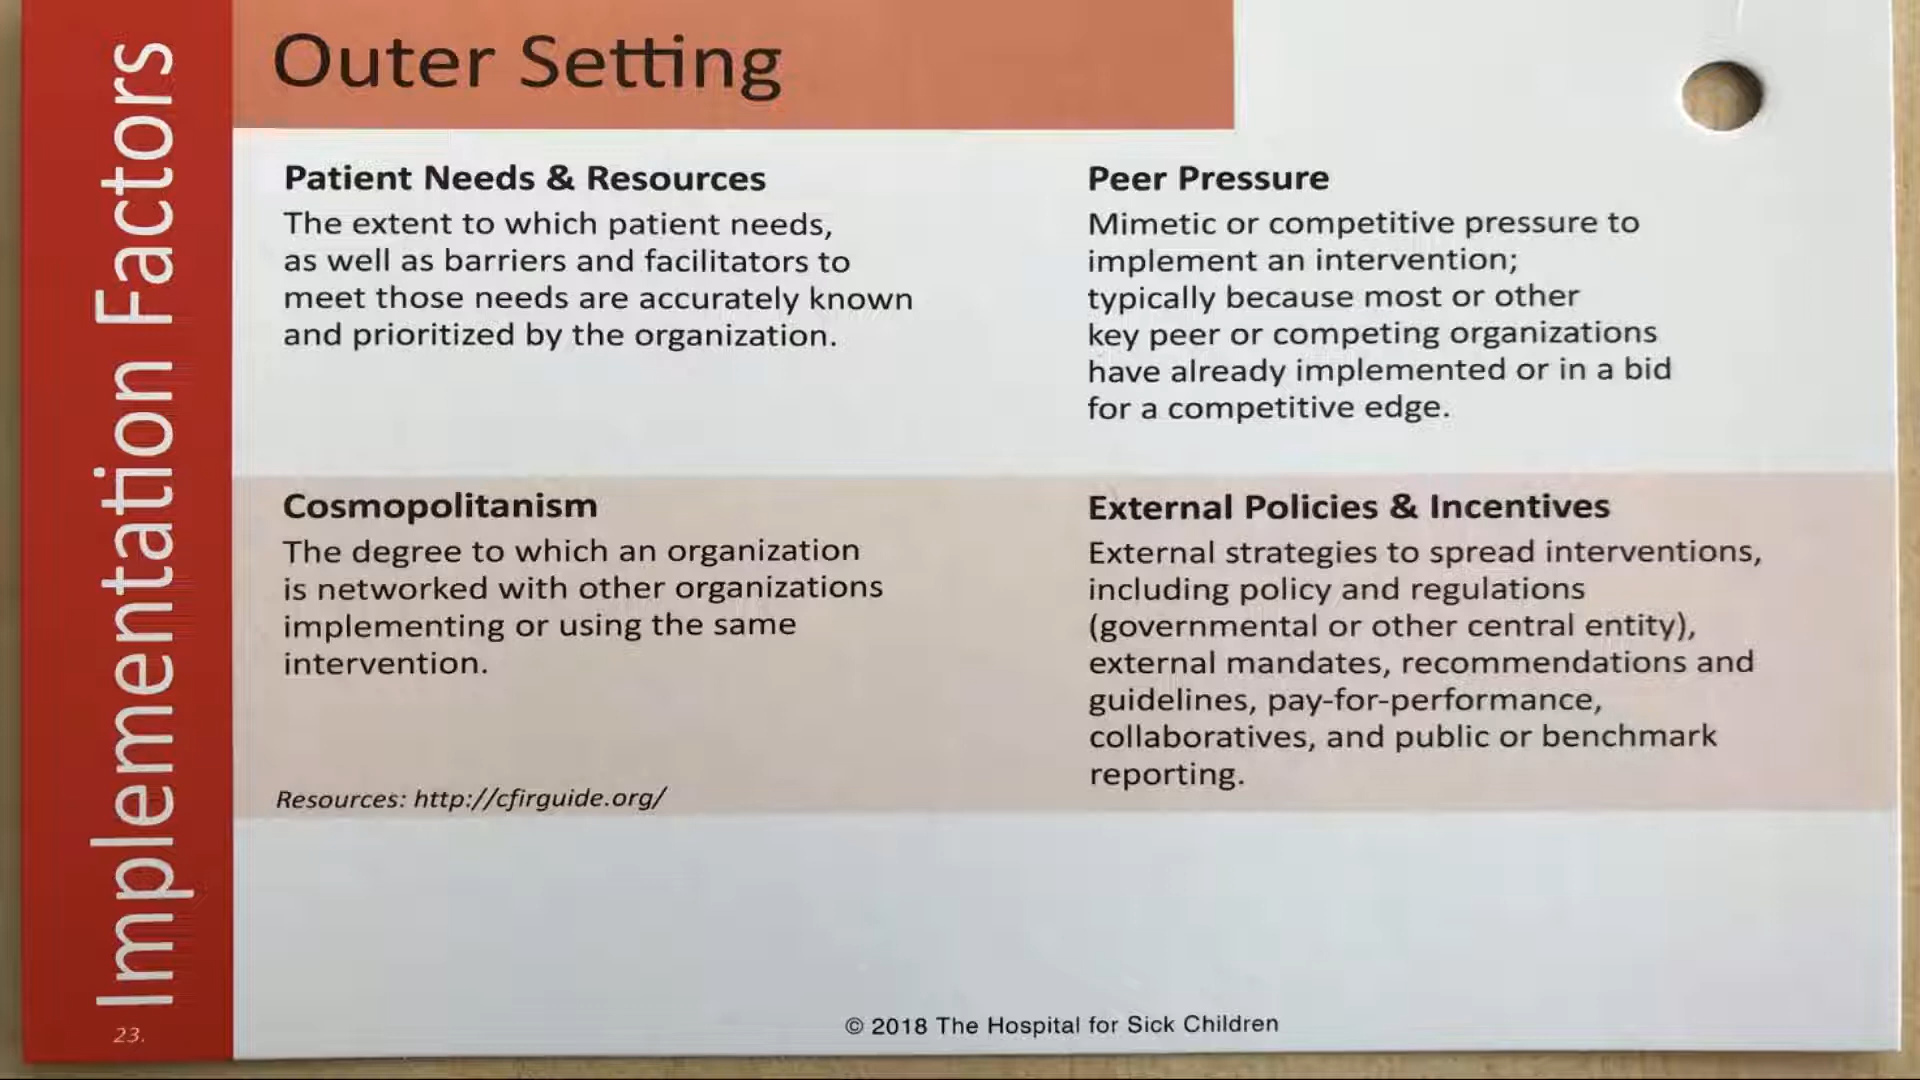 Implementation Factors
Outer Setting
Patient Needs & Resources
The extent to which patient needs,
as well as barriers and facilitators to
meet those needs are accurately known
and prioritized by the organization.
Peer Pressure
Mimetic or competitive pressure to
implement an intervention;
typically because most or other
key peer or competing organizations
have already implemented or in a bid
for a competitive edge.
Cosmopolitanism
The degree to which an organization
is networked with other organizations
implementing or using the same
intervention.
Resources: http://cfirguide.org/
External Policies & Incentives
External strategies to spread interventions,
including policy and regulations
(governmental or other central entity),
external mandates, recommendations and
guidelines, pay-for-performance,
collaboratives, and public or benchmark
reporting.
23.
© 2018 The Hospital for Sick Children